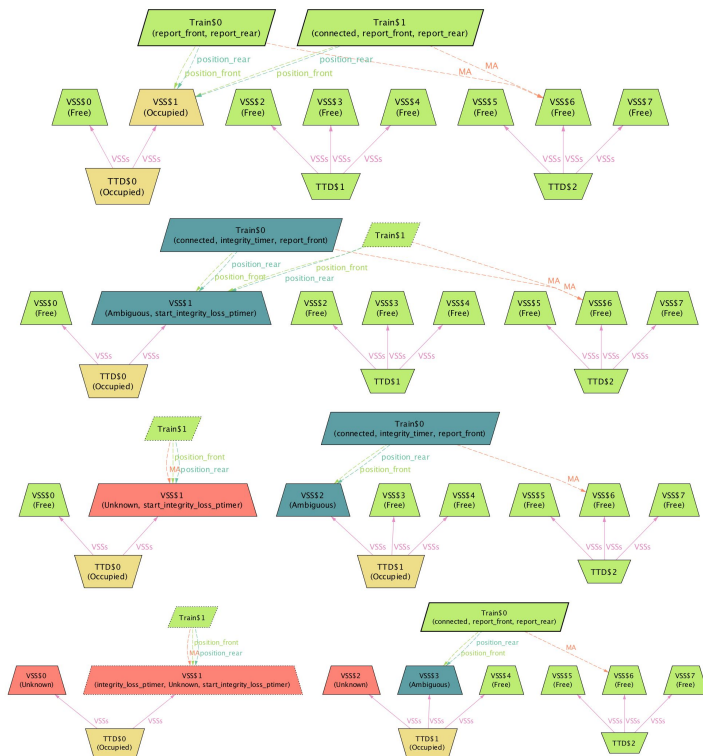 Train$0
(report_front, report_rear)
Train$1
(connected, report_front, report_rear)
position_rear
position_front
position_rear
position_front
MA
MA
VSS$0
(Free)
VSS$1
(Occupied)
VSS$2
(Free)
VSS$3
(Free)
VSS$4
(Free)
VSS$5
(Free)
VSS$6
(Free)
VSS$7
(Free)
VSSs
VSSs
VSSs
VSSs
VSSs
VSSs
VSSs
VSSs
TTD$0
(Occupied)
TTD$1
TTD$2
Train$0
(connected, integrity_timer, report_front)
Train$1
position_rear
position_front
position_front
position_rear
MA
MA
VSS$0
(Free)
VSS$1
(Ambiguous, start_integrity_loss_ptimer)
VSS$2
(Free)
VSS$3
(Free)
VSS$4
(Free)
VSS$5
(Free)
VSS$6
(Free)
VSS$7
(Free)
VSSs
VSSs
VSSs
VSSs
VSSs
VSSs
VSSs
VSSs
TTD$0
(Occupied)
TTD$1
TTD$2
Train$1
Train$0
(connected, integrity_timer, report_front)
position_front
MA
position_rear
position_rear
position_front
MA
VSS$0
(Free)
VSS$1
(Unknown, start_integrity_loss_ptimer)
VSS$2
(Ambiguous)
VSS$3
(Free)
VSS$4
(Free)
VSS$5
(Free)
VSS$6
(Free)
VSS$7
(Free)
VSSs
VSSs
VSSs
VSSs
VSSs
VSSs
VSSs
VSSs
TTD$0
(Occupied)
TTD$1
(Occupied)
TTD$2
Train$1
Train$0
(connected, report_front, report_rear)
position_front
MA
position_rear
position_rear
position_front
MA
VSS$0
(Unknown)
VSS$1
(integrity_loss_ptimer, Unknown, start_integrity_loss_ptimer)
VSS$2
(Unknown)
VSS$3
(Ambiguous)
VSS$4
(Free)
VSS$5
(Free)
VSS$6
(Free)
VSS$7
(Free)
VSSs
VSSs
VSSs
VSSs
VSSs
VSSs
VSSs
VSSs
TTD$0
(Occupied)
TTD$1
(Occupied)
TTD$2